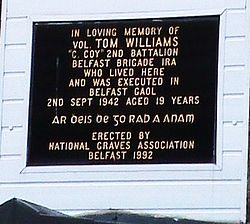 IN LOVING MEMORY OF
VOL. TOM WILLIAMS
"C. COY" 2ND BATTALION
BELFAST BRIGADE IRA
WHO LIVED HERE
AND WAS EXECUTED IN
BELFAST GAOL
2ND SEPT 1942 AGED 19 YEARS
AR ḋEIS DE GO RAD A A NAM
ERECTED BY
NATIONAL GRAVES ASSOCIATION
BELFAST 1992